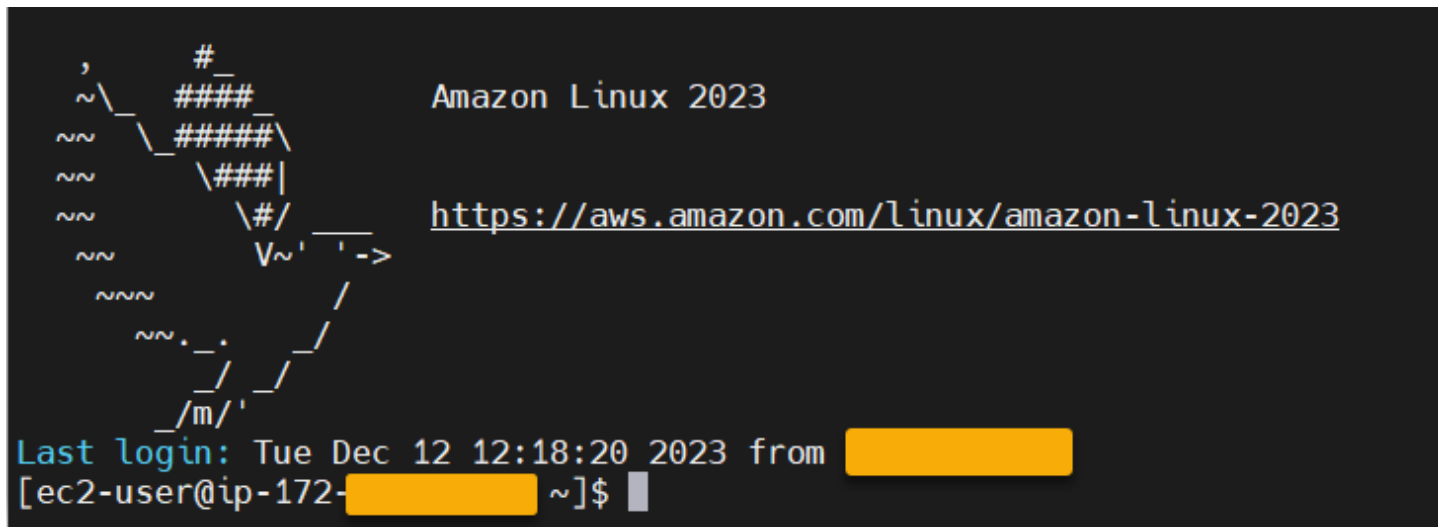 ,     #_
   ~\_  ####_        Amazon Linux 2023
  ~~  \_#####\
  ~~     \###|
  ~~       \#/ ___   https://aws.amazon.com/linux/amazon-linux-2023
   ~~       V~' '->
    ~~~         /
      ~~._.   _/
         _/ _/
       _/m/'
Last login: Tue Dec 12 12:18:20 2023 from
[ec2-user@ip-172- ~]$